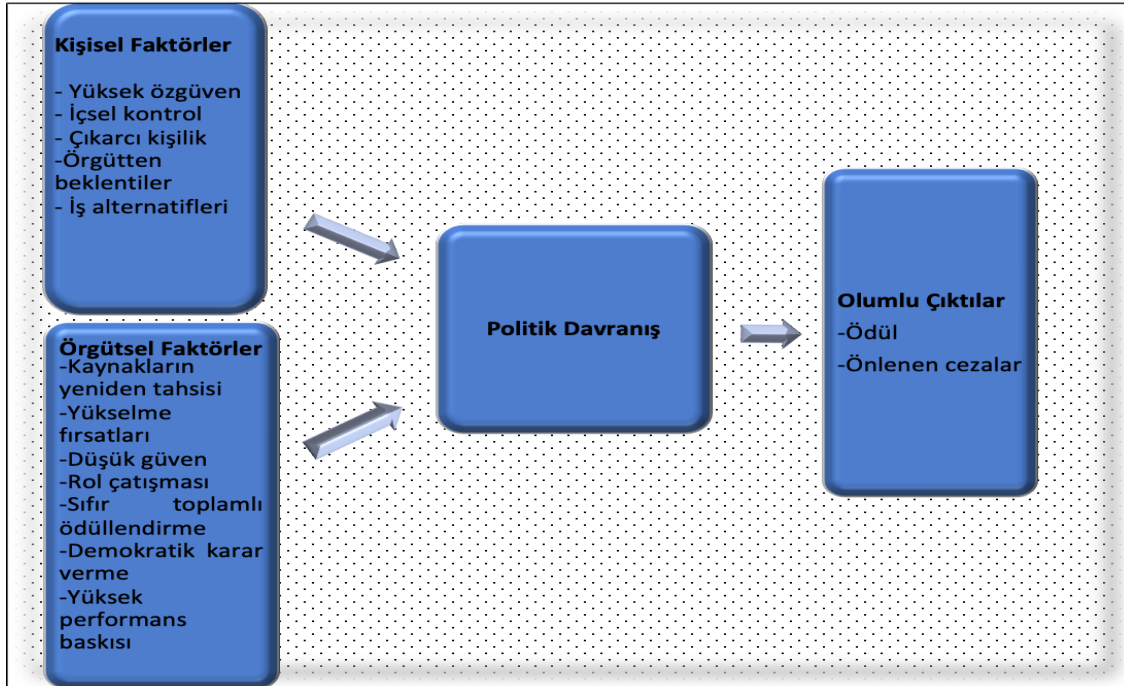 Kişisel Faktörler
- Yüksek özgüven
- İçsel kontrol
- Çıkarcı kişilik
-Örgütten
beklentiler
- İş alternatifleri
Örgütsel Faktörler
-Kaynakların
yeniden tahsisi
-Yükselme
fırsatları
-Düşük güven
-Rol çatışması
-Sıfır toplamlı
ödüllendirme
-Demokratik karar
verme
-Yüksek
performans
baskısı
Politik Davranış
Olumlu Çıktılar
-Ödül
-Önlenen cezalar